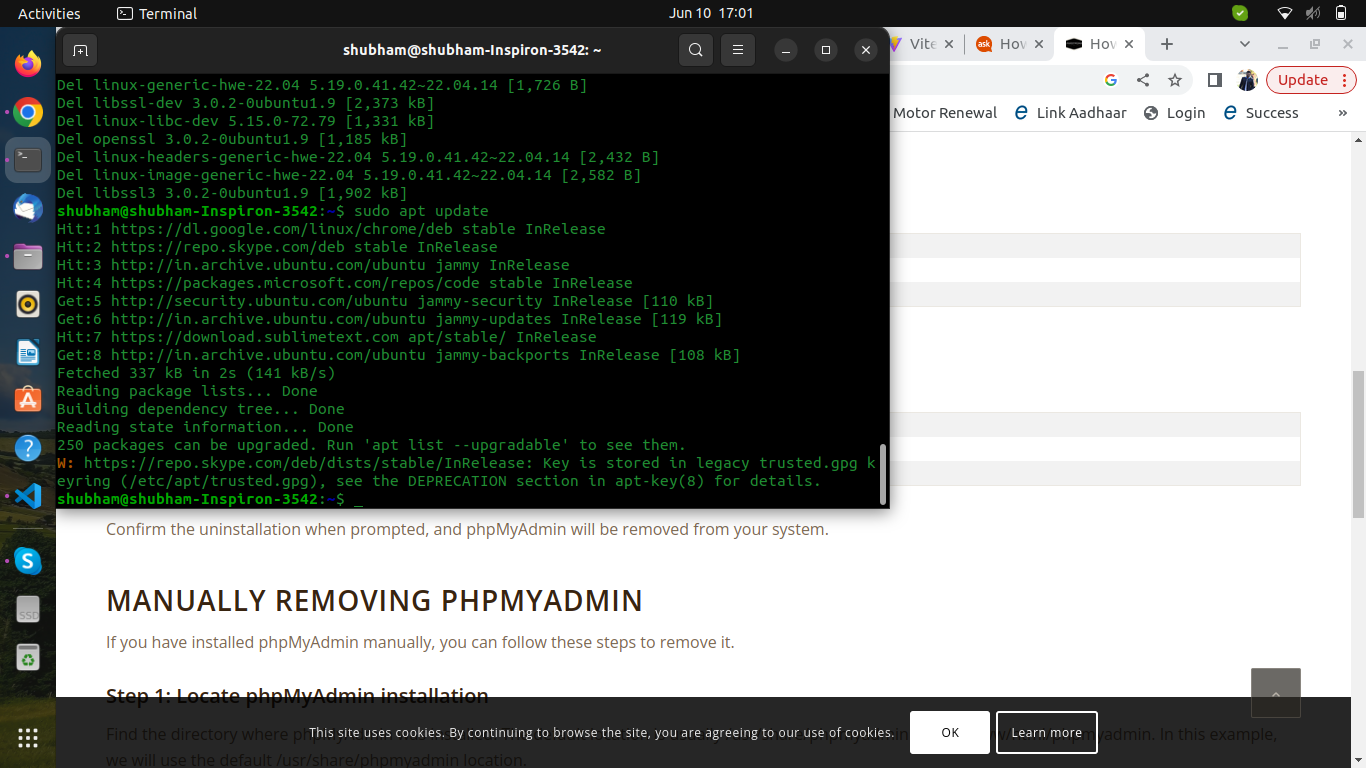 Activities
Terminal
Jun 10 17:01
shubham@shubham-Inspiron-3542: ~
Vite
How
How
Update
Motor Renewal
Link Aadhaar
Login
Success
»
Del linux-generic-hwe-22.04 5.19.0.41.42~22.04.14 [1,726 B]
Del libssl-dev 3.0.2-0ubuntu1.9 [2,373 kB]
Del linux-libc-dev 5.15.0-72.79 [1,331 kB]
Del openssl 3.0.2-0ubuntu1.9 [1,185 kB]
Del linux-headers-generic-hwe-22.04 5.19.0.41.42~22.04.14 [2,432 B]
Del linux-image-generic-hwe-22.04 5.19.0.41.42~22.04.14 [2,582 B]
Del libssl3 3.0.2-0ubuntu1.9 [1,902 kB]
shubham@shubham-Inspiron-3542:~$ sudo apt update
Hit:1 https://dl.google.com/linux/chrome/deb stable InRelease
Hit:2 https://repo.skype.com/deb stable InRelease
Hit:3 http://in.archive.ubuntu.com/ubuntu jammy InRelease
Hit:4 https://packages.microsoft.com/repos/code stable InRelease
Get:5 http://security.ubuntu.com/ubuntu jammy-security InRelease [110 kB]
Get:6 http://in.archive.ubuntu.com/ubuntu jammy-updates InRelease [119 kB]
Hit:7 https://download.sublimetext.com apt/stable/ InRelease
Get:8 http://in.archive.ubuntu.com/ubuntu jammy-backports InRelease [108 kB]
Fetched 337 kB in 2s (141 kB/s)
Reading package lists... Done
Building dependency tree... Done
Reading state information... Done
250 packages can be upgraded. Run 'apt list --upgradable' to see them.
W: https://repo.skype.com/deb/dists/stable/InRelease: Key is stored in legacy trusted.gpg k
eyring (/etc/apt/trusted.gpg), see the DEPRECATION section in apt-key(8) for details.
shubham@shubham-Inspiron-3542:~$ _
Confirm the uninstallation when prompted, and phpMyAdmin will be removed from your system.
MANUALLY REMOVING PHPMYADMIN
If you have installed phpMyAdmin manually, you can follow these steps to remove it.
Step 1: Locate phpMyAdmin installation
Find the directory where phpMyAdmin. In this example,
This site uses cookies. By continuing to browse the site, you are agreeing to our use of cookies.
OK
Learn more
we will use the default /usr/share/phpmyadmin location.